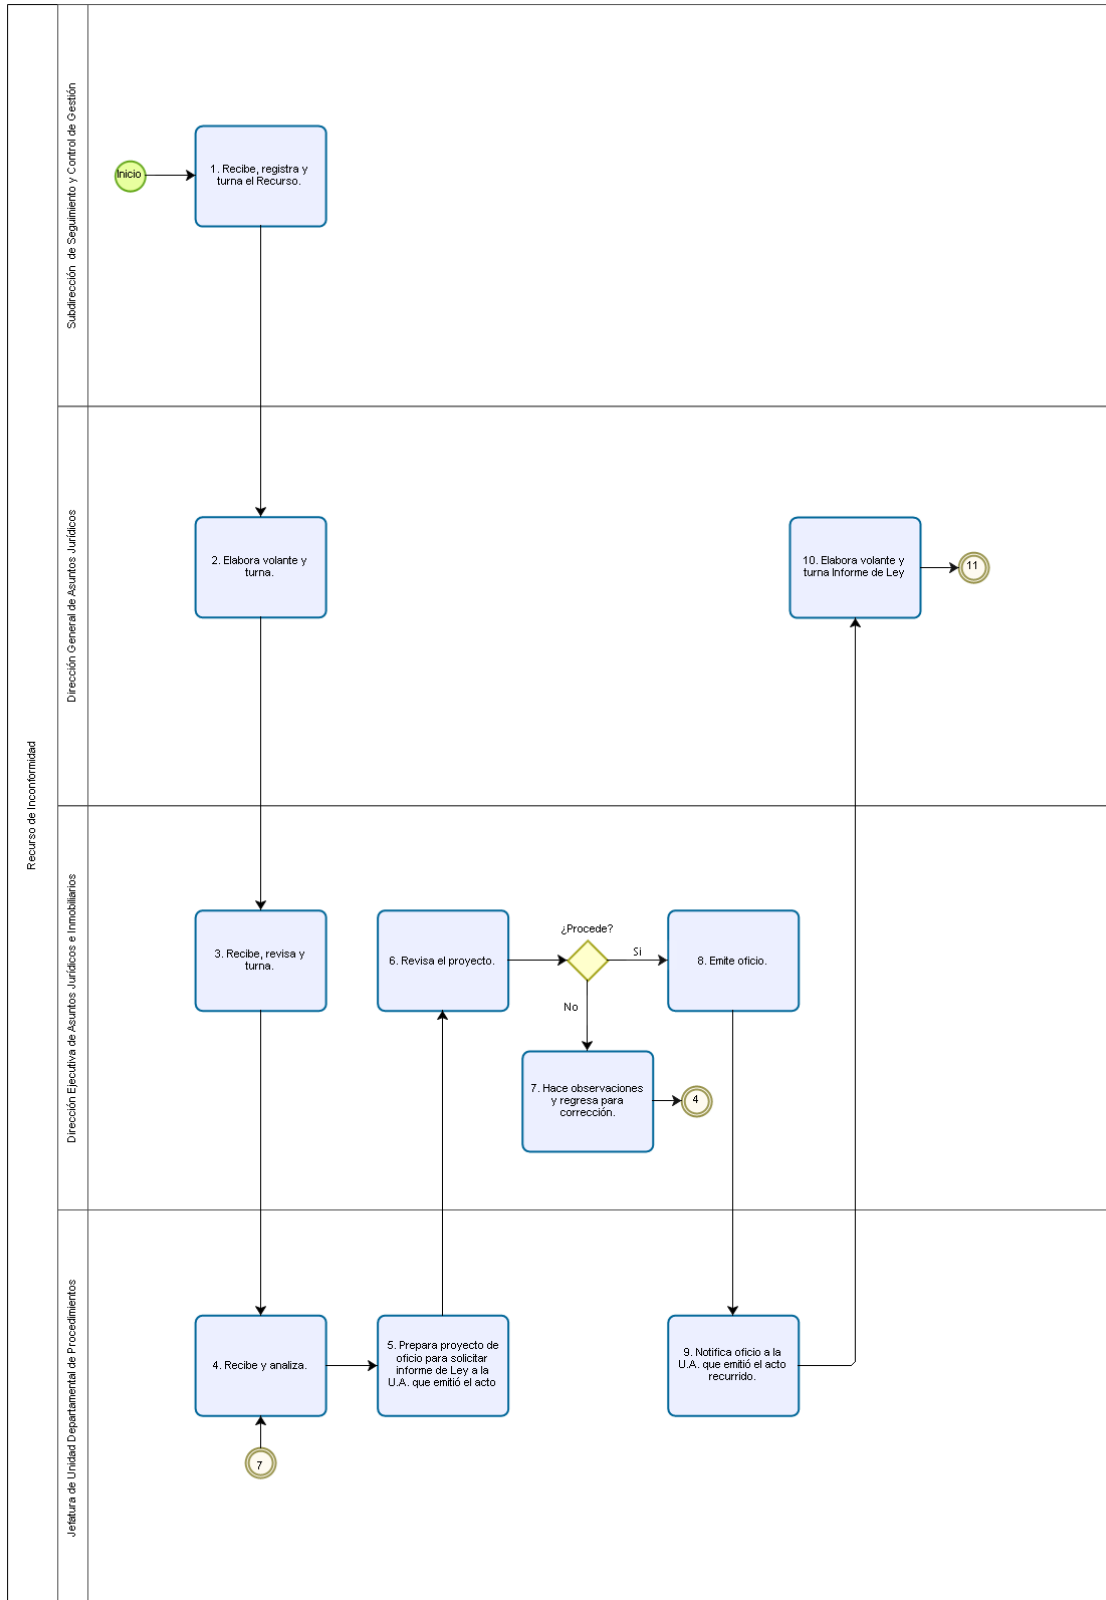 Recurso de Inconformidad
Subdirección de Seguimiento y Control de Gestión
Inicio
1. Recibe, registra y
turna el Recurso.
Dirección General de Asuntos Jurídicos
2. Elabora volante y
turna.
10. Elabora volante y
turna Informe de Ley
11
Dirección Ejecutiva de Asuntos Jurídicos e Inmobiliarios
3. Recibe, revisa y
turna.
6. Revisa el proyecto.
¿Procede?
Si
8. Emite oficio.
No
7. Hace observaciones
y regresa para
corrección.
4
Jefatura de Unidad Departamental de Procedimientos
4. Recibe y analiza.
5. Prepara proyecto de
oficio para solicitar
informe de Ley a la
U.A. que emitió el acto
9. Notifica oficio a la
U.A. que emitió el acto
recurrido.
7